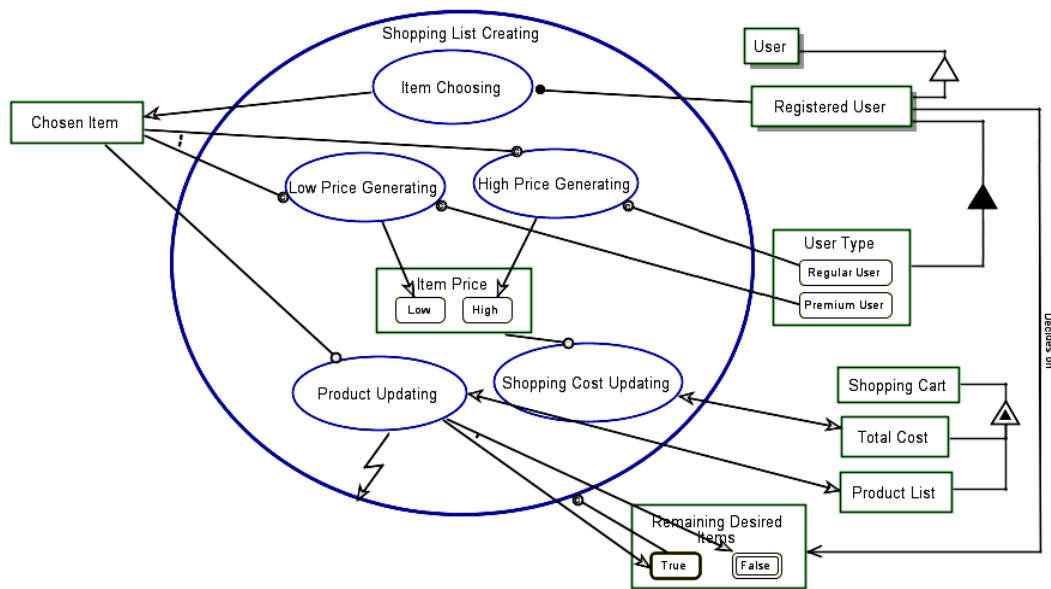 Shopping List Creating
User
Item Choosing
Registered User
Chosen Item
Low Price Generating
High Price Generating
User Type
Regular User
Premium User
Item Price
Low
High
Decides on
Product Updating
Shopping Cost Updating
Shopping Cart
Total Cost
Product List
Remaining Desired
Items
True
False